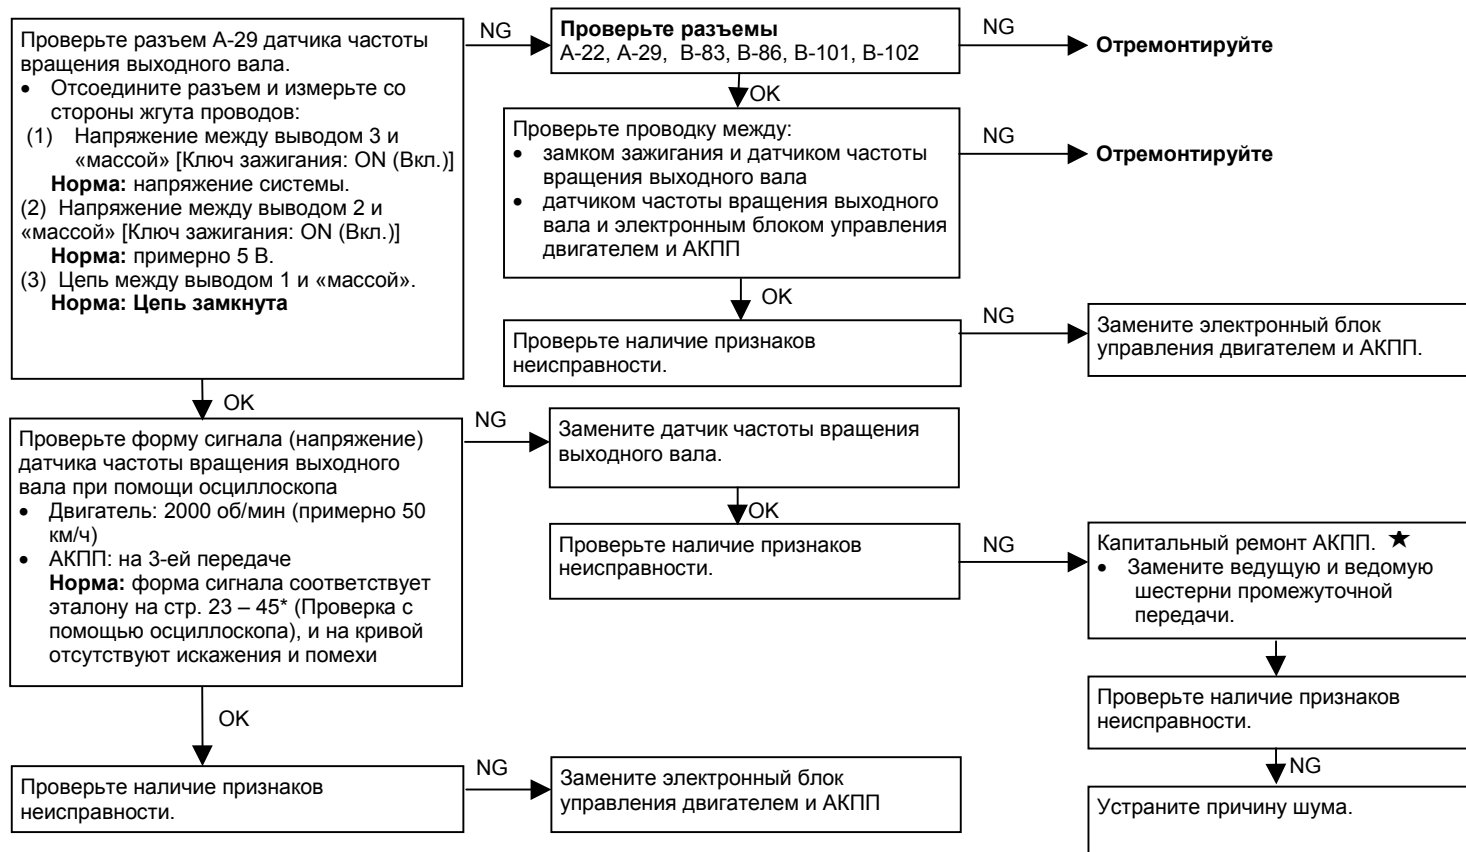 Проверьте разъем А-29 датчика частоты
вращения выходного вала.
• Отсоедините разъем и измерьте со
стороны жгута проводов:
(1) Напряжение между выводом 3 и
«массой» [Ключ зажигания: ON (Вкл.)]
Норма: напряжение системы.
(2) Напряжение между выводом 2 и
«массой» [Ключ зажигания: ON (Вкл.)]
Норма: примерно 5 В.
(3) Цепь между выводом 1 и «массой».
Норма: Цепь замкнута
NG
Проверьте разъемы
А-22, А-29, В-83, В-86, В-101, В-102
NG
Отремонтируйте
OK
Проверьте проводку между:
• замком зажигания и датчиком частоты
вращения выходного вала
• датчиком частоты вращения выходного
вала и электронным блоком управления
двигателем и АКПП
NG
Отремонтируйте
OK
Проверьте наличие признаков
неисправности.
NG
Замените электронный блок
управления двигателем и АКПП.
OK
Проверьте форму сигнала (напряжение)
датчика частоты вращения выходного
вала при помощи осциллоскопа
• Двигатель: 2000 об/мин (примерно 50
км/ч)
• АКПП: на 3-ей передаче
Норма: форма сигнала соответствует
эталону на стр. 23 – 45* (Проверка с
помощью осциллоскопа), и на кривой
отсутствуют искажения и помехи
NG
Замените датчик частоты вращения
выходного вала.
OK
Проверьте наличие признаков
неисправности.
NG
Капитальный ремонт АКПП. ★
• Замените ведущую и ведомую
шестерни промежуточной
передачи.
Проверьте наличие признаков
неисправности.
NG
Устраните причину шума.
OK
Проверьте наличие признаков
неисправности.
NG
Замените электронный блок
управления двигателем и АКПП